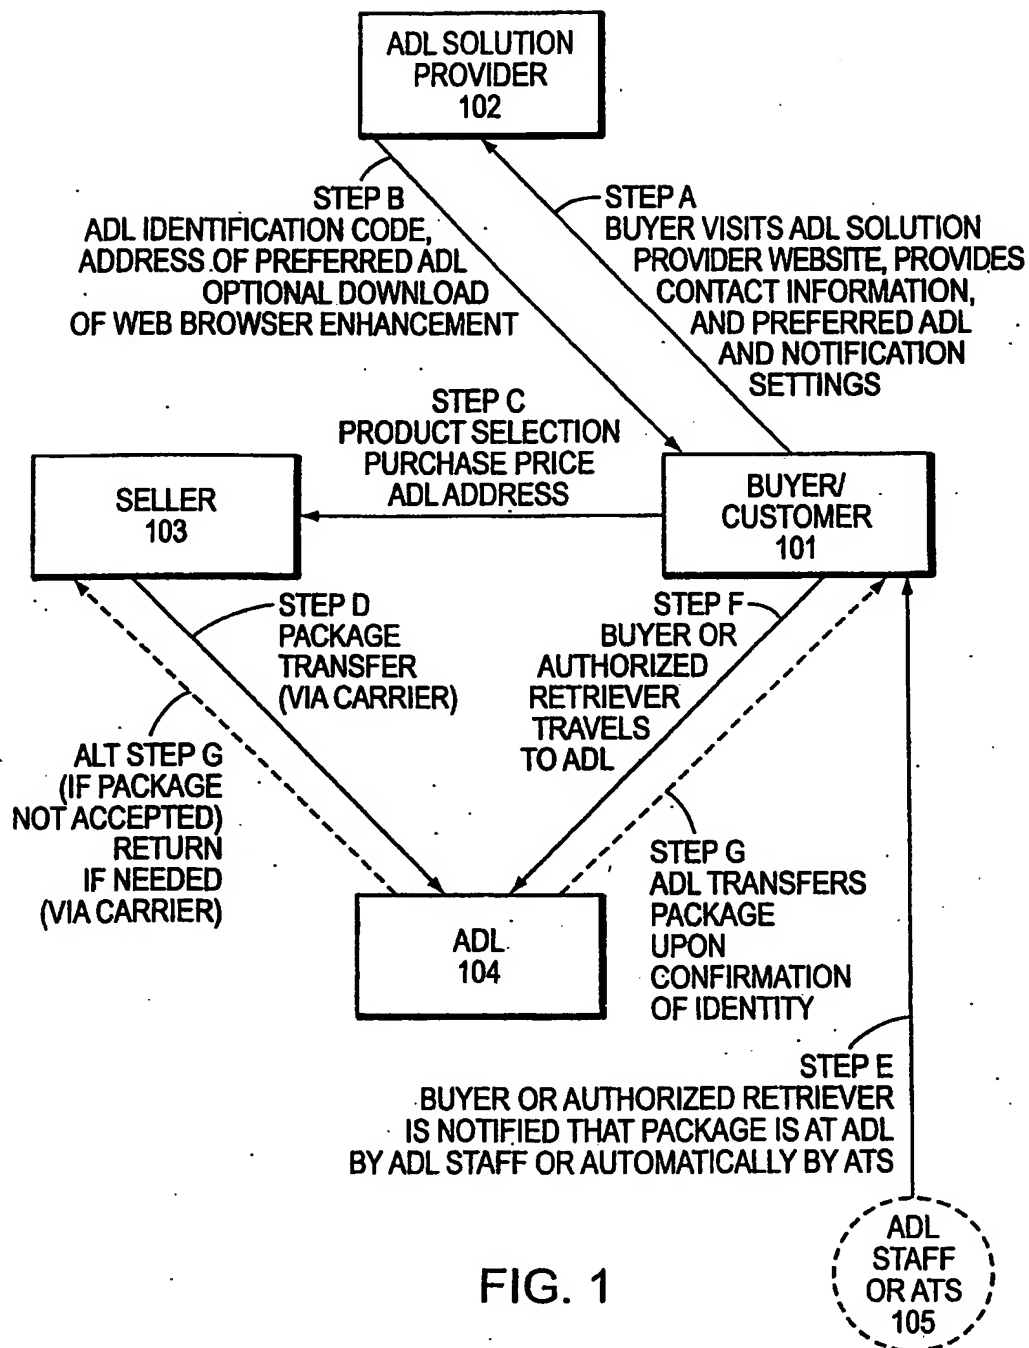 ADL SOLUTION
PROVIDER
102
STEP B
ADL IDENTIFICATION CODE,
ADDRESS OF PREFERRED ADL
OPTIONAL DOWNLOAD
OF WEB BROWSER ENHANCEMENT
STEP A
BUYER VISITS ADL SOLUTION
PROVIDER WEBSITE, PROVIDES
CONTACT INFORMATION,
AND PREFERRED ADL
AND NOTIFICATION
SETTINGS
STEP C
PRODUCT SELECTION
PURCHASE PRICE
ADL ADDRESS
SELLER
103
BUYER/
CUSTOMER
101
STEP D
PACKAGE
TRANSFER
(VIA CARRIER)
STEP F
BUYER OR
AUTHORIZED
RETRIEVER
TRAVELS
TO ADL
ALT STEP G
(IF PACKAGE
NOT ACCEPTED)
RETURN
IF NEEDED
(VIA CARRIER)
STEP G
ADL TRANSFERS
PACKAGE
UPON
CONFIRMATION
OF IDENTITY
ADL
104
STEP E
BUYER OR AUTHORIZED RETRIEVER
IS NOTIFIED THAT PACKAGE IS AT ADL
BY ADL STAFF OR AUTOMATICALLY BY ATS
ADL
STAFF
OR ATS
105
FIG. 1